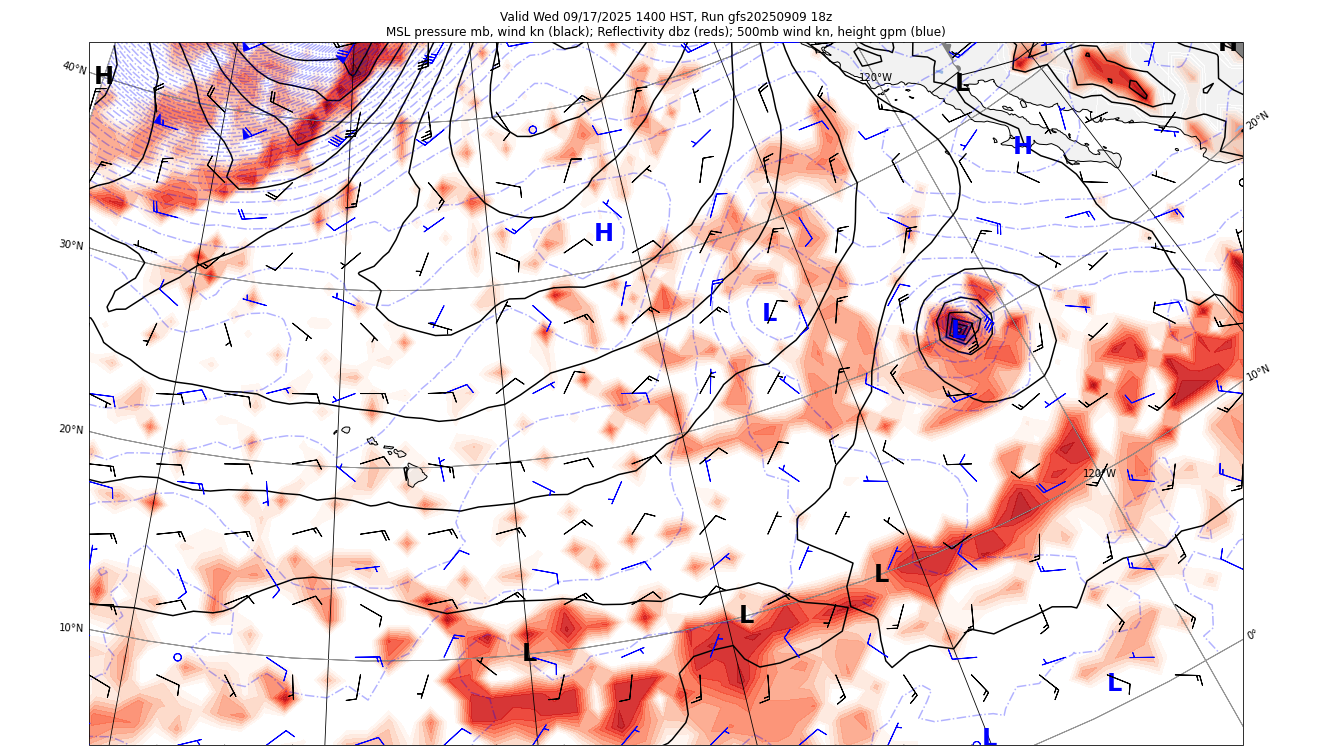 Valid Wed 09/17/2025 1400 HST, Run gfs20250909 18z
MSL pressure mb, wind kn (black); Reflectivity dbz (reds); 500mb wind kn, height gpm (blue)
H
40°N
H
120°W
L
20°N
H
H
30°N
L
L
10°N
20°N
120°W
L
L
10°N
0°
L
L
L